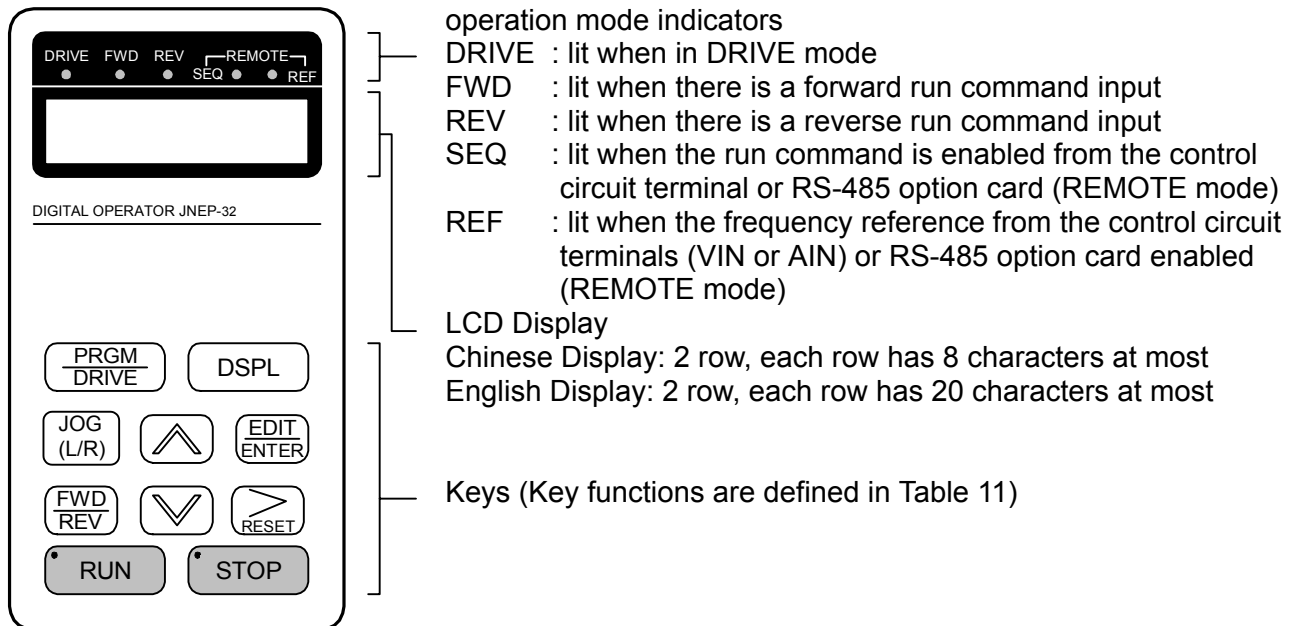 DRIVE FWD REV REMOTE
SEQ REF
DIGITAL OPERATOR JNEP-32
PRGM
DRIVE
DSPL
JOG
(L/R)
EDIT
ENTER
FWD
REV
RESET
RUN
STOP
operation mode indicators
DRIVE : lit when in DRIVE mode
FWD : lit when there is a forward run command input
REV : lit when there is a reverse run command input
SEQ : lit when the run command is enabled from the control
circuit terminal or RS-485 option card (REMOTE mode)
REF : lit when the frequency reference from the control circuit
terminals (VIN or AIN) or RS-485 option card enabled
(REMOTE mode)
LCD Display
Chinese Display: 2 row, each row has 8 characters at most
English Display: 2 row, each row has 20 characters at most
Keys (Key functions are defined in Table 11)